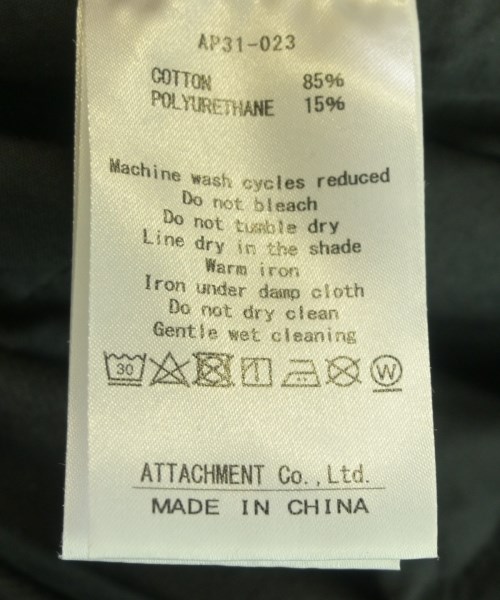 AP31-023
COTTON 85%
POLYURETHANE 15%
Machine wash cycles reduced
Do not bleach
Do not tumble dry
Line dry in the shade
Warm iron
Iron under damp cloth
Do not dry clean
Gentle wet cleaning
30 W
ATTACHMENT Co.,Ltd.
MADE IN CHINA